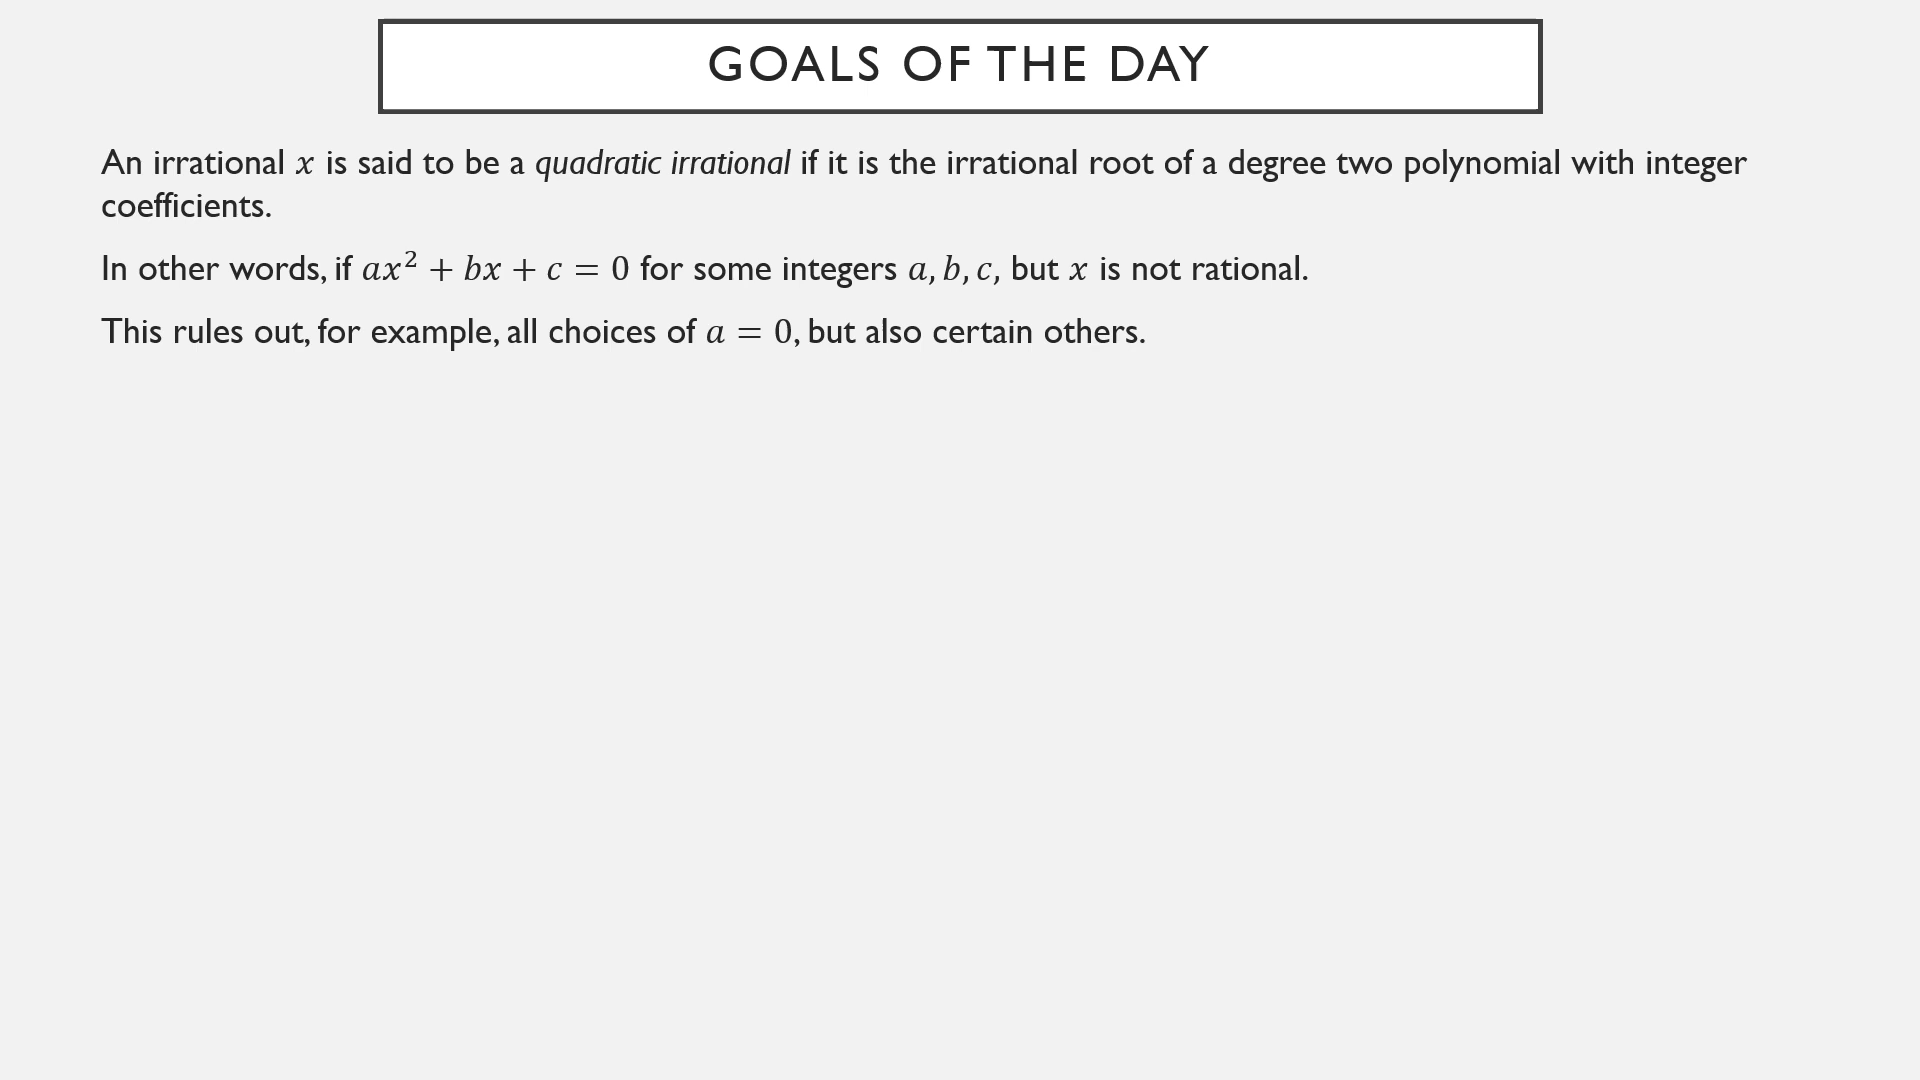 GOALS OF THE DAY
An irrational x is said to be a quadratic irrational if it is the irrational root of a degree two polynomial with integer
coefficients.
In other words, if ax² + bx + c = 0 for some integers a, b, c, but x is not rational.
This rules out, for example, all choices of a = 0, but also certain others.